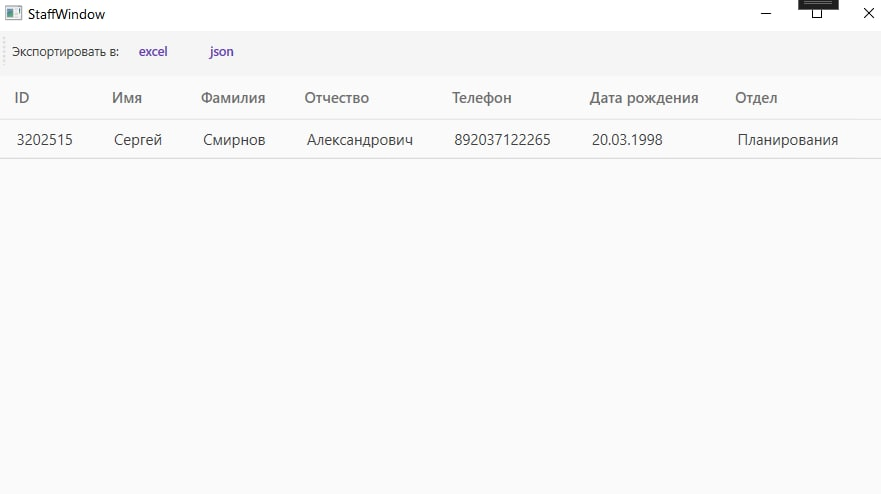 StaffWindow
Экспортировать в: excel json
ID Имя Фамилия Отчество Телефон Дата рождения Отдел
3202515 Сергей Смирнов Александрович 892037122265 20.03.1998 Планирования